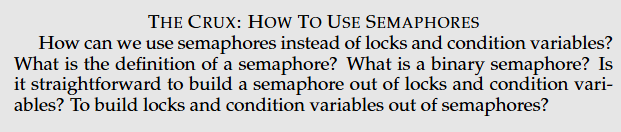 THE CRUX: HOW TO USE SEMAPHORES
How can we use semaphores instead of locks and condition variables?
What is the definition of a semaphore? What is a binary semaphore? Is
it straightforward to build a semaphore out of locks and condition vari-
ables? To build locks and condition variables out of semaphores?